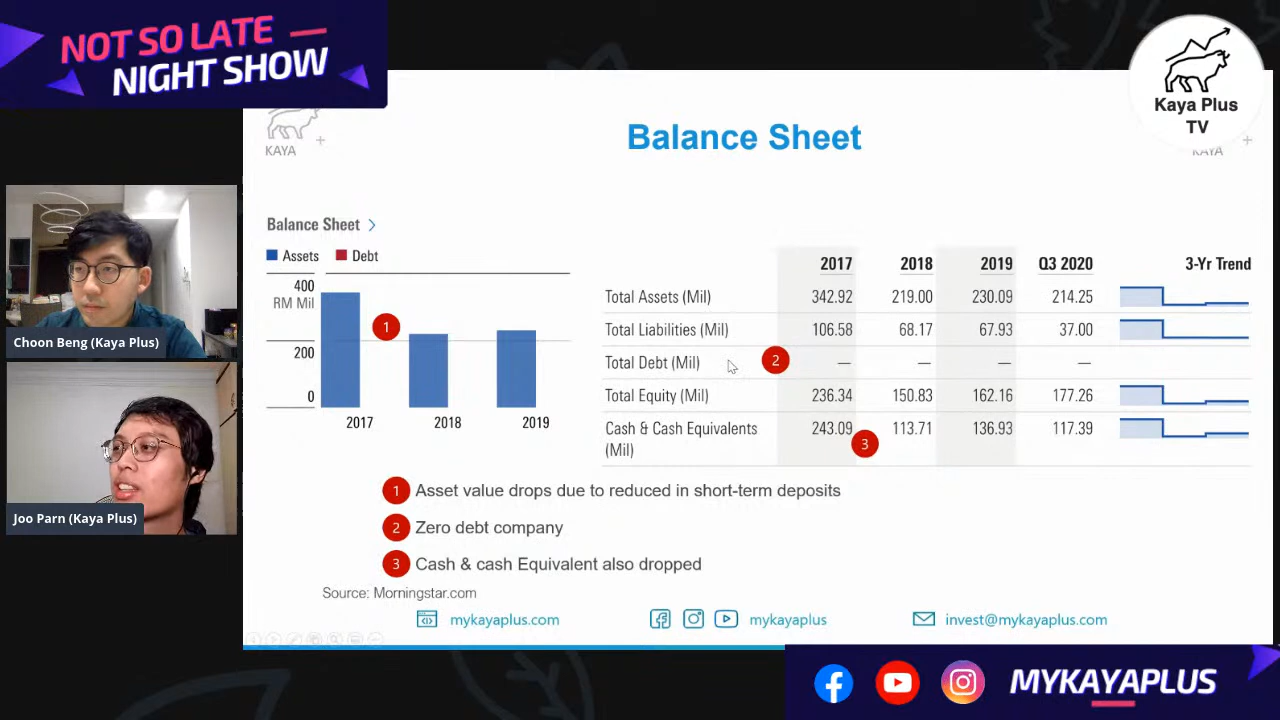 NOT SO LATE
NIGHT SHOW
Kaya Plus
TV
KAYA
KAYA
Balance Sheet
Balance Sheet
Assets
Debt
400
RM Mil
200
0
2017
2018
2019
1
2017 2018 2019 Q3 2020 3-Yr Trend
Total Assets (Mil) 342.92 219.00 230.09 214.25
Total Liabilities (Mil) 106.58 68.17 67.93 37.00
Total Debt (Mil) 2 — — — —
Total Equity (Mil) 236.34 150.83 162.16 177.26
Cash & Cash Equivalents 243.09 113.71 136.93 117.39
(Mil) 3
1 Asset value drops due to reduced in short-term deposits
2 Zero debt company
3 Cash & cash Equivalent also dropped
Source: Morningstar.com
mykayaplus.com
mykayaplus
invest@mykayaplus.com
Choon Beng (Kaya Plus)
Joo Parn (Kaya Plus)
MYKAYAPLUS